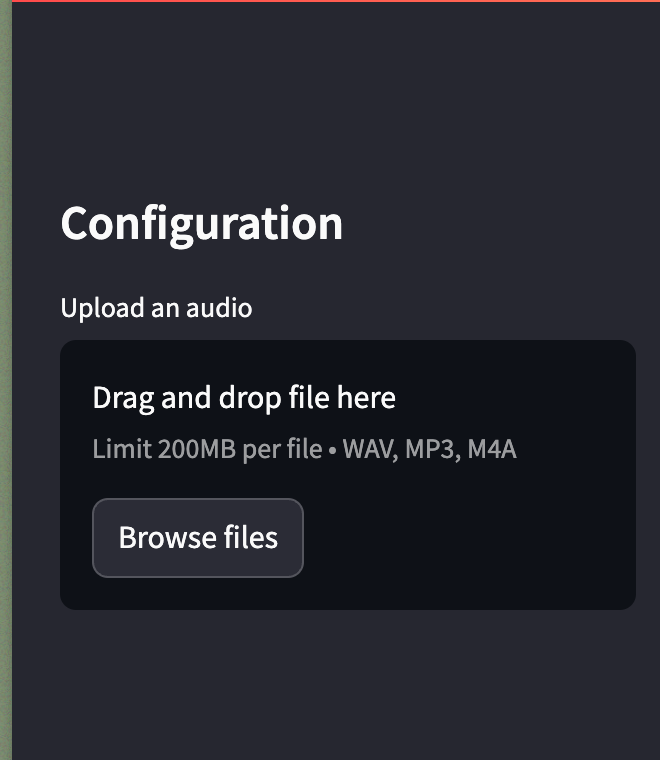 Configuration
Upload an audio
Drag and drop file here
Limit 200MB per file • WAV, MP3, M4A
Browse files